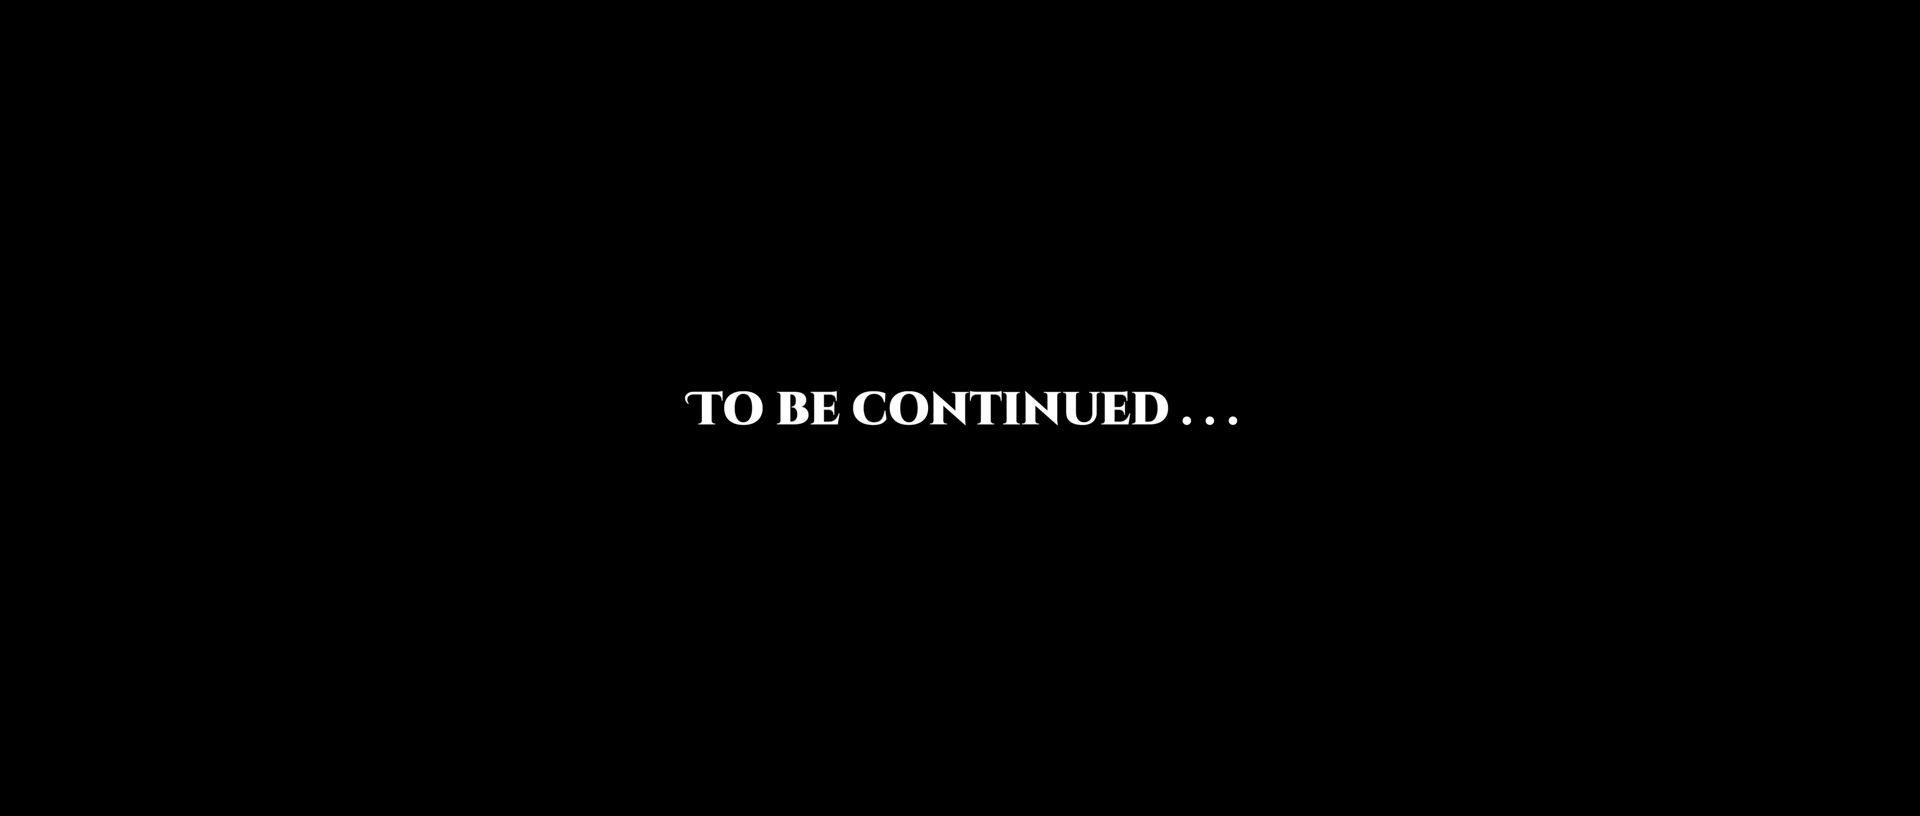 To be continued . . .